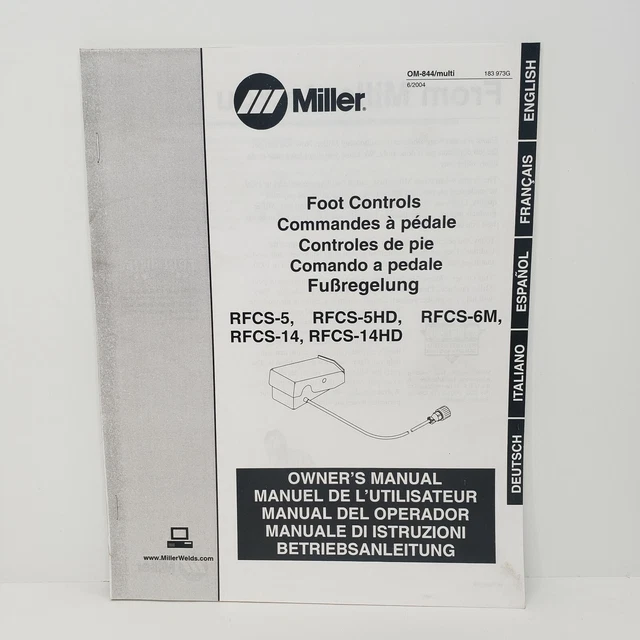 OM-844/multi 183 973G
6/2004
Miller®
Foot Controls
Commandes à pédale
Controles de pie
Comando a pedale
Fußregelung
RFCS-5, RFCS-5HD, RFCS-6M,
RFCS-14, RFCS-14HD
OWNER'S MANUAL
MANUEL DE L'UTILISATEUR
MANUAL DEL OPERADOR
MANUALE DI ISTRUZIONI
BETRIEBSANLEITUNG
www.MillerWelds.com
ENGLISH
FRANÇAIS
ESPAÑOL
ITALIANO
DEUTSCH